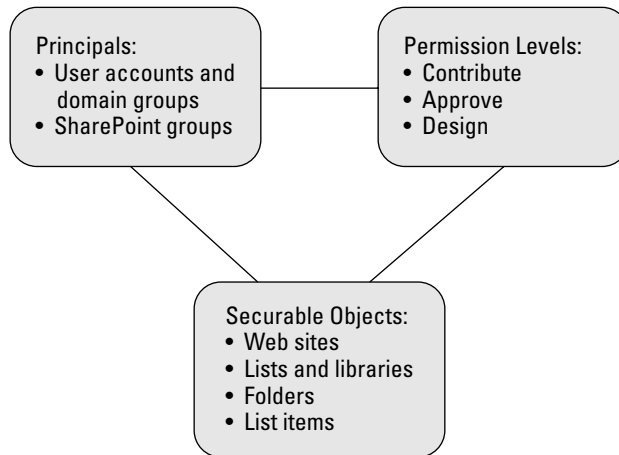 Principals:
• User accounts and
domain groups
• SharePoint groups
Permission Levels:
• Contribute
• Approve
• Design
Securable Objects:
• Web sites
• Lists and libraries
• Folders
• List items